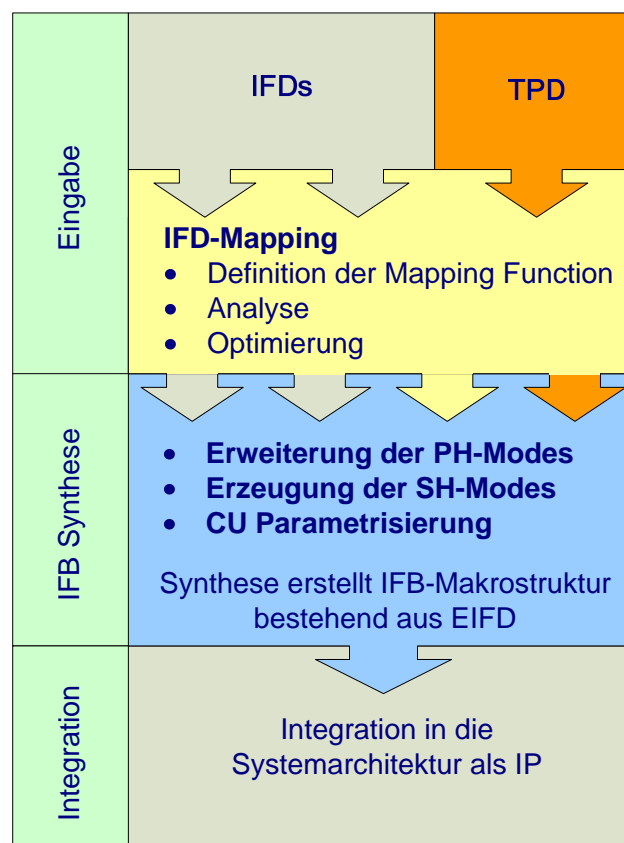 Eingabe
IFDs
TPD
IFD-Mapping
• Definition der Mapping Function
• Analyse
• Optimierung
IFB Synthese
• Erweiterung der PH-Modes
• Erzeugung der SH-Modes
• CU Parametrisierung
Synthese erstellt IFB-Makrostruktur
bestehend aus EIFD
Integration
Integration in die
Systemarchitektur als IP